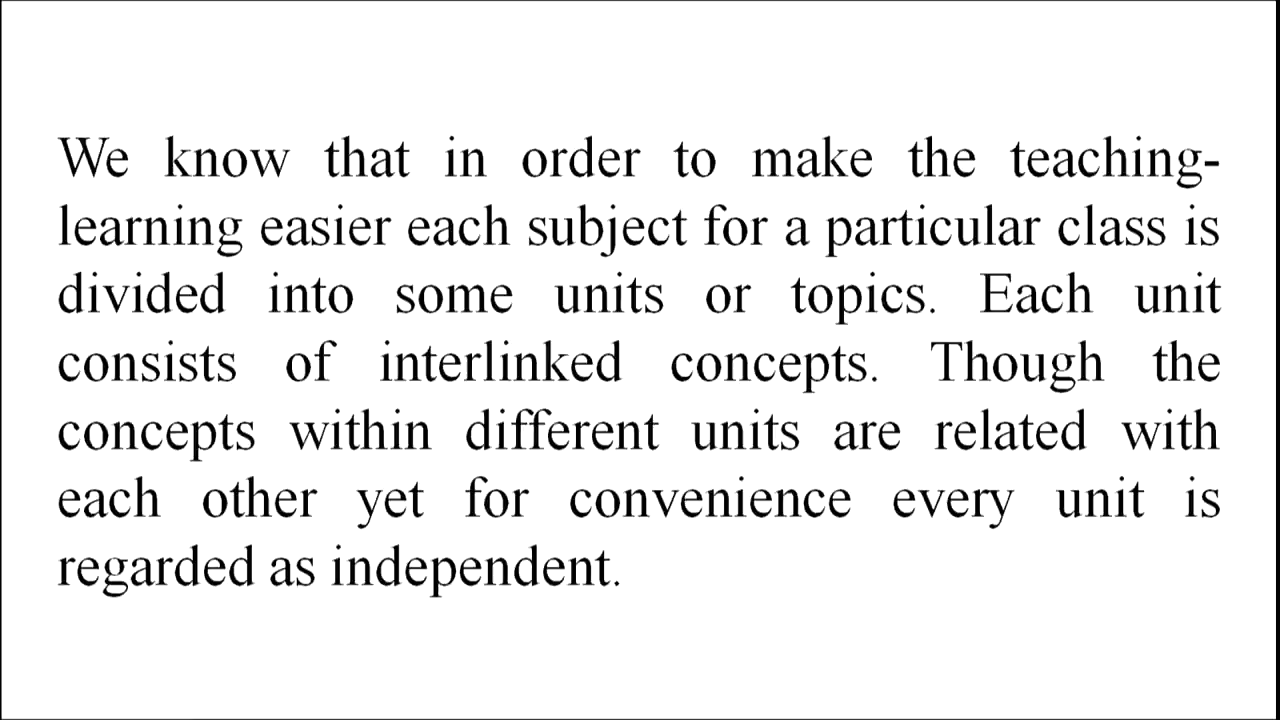 We know that in order to make the teaching-
learning easier each subject for a particular class is
divided into some units or topics. Each unit
consists of interlinked concepts. Though the
concepts within different units are related with
each other yet for convenience every unit is
regarded as independent.